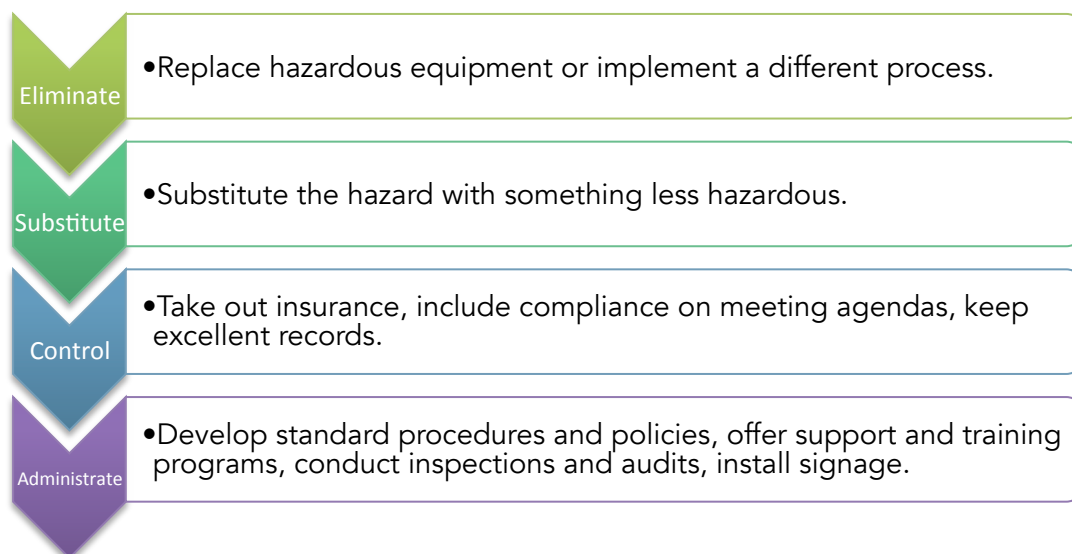 Eliminate
•Replace hazardous equipment or implement a different process.
Substitute
•Substitute the hazard with something less hazardous.
Control
•Take out insurance, include compliance on meeting agendas, keep
excellent records.
Administrate
•Develop standard procedures and policies, offer support and training
programs, conduct inspections and audits, install signage.